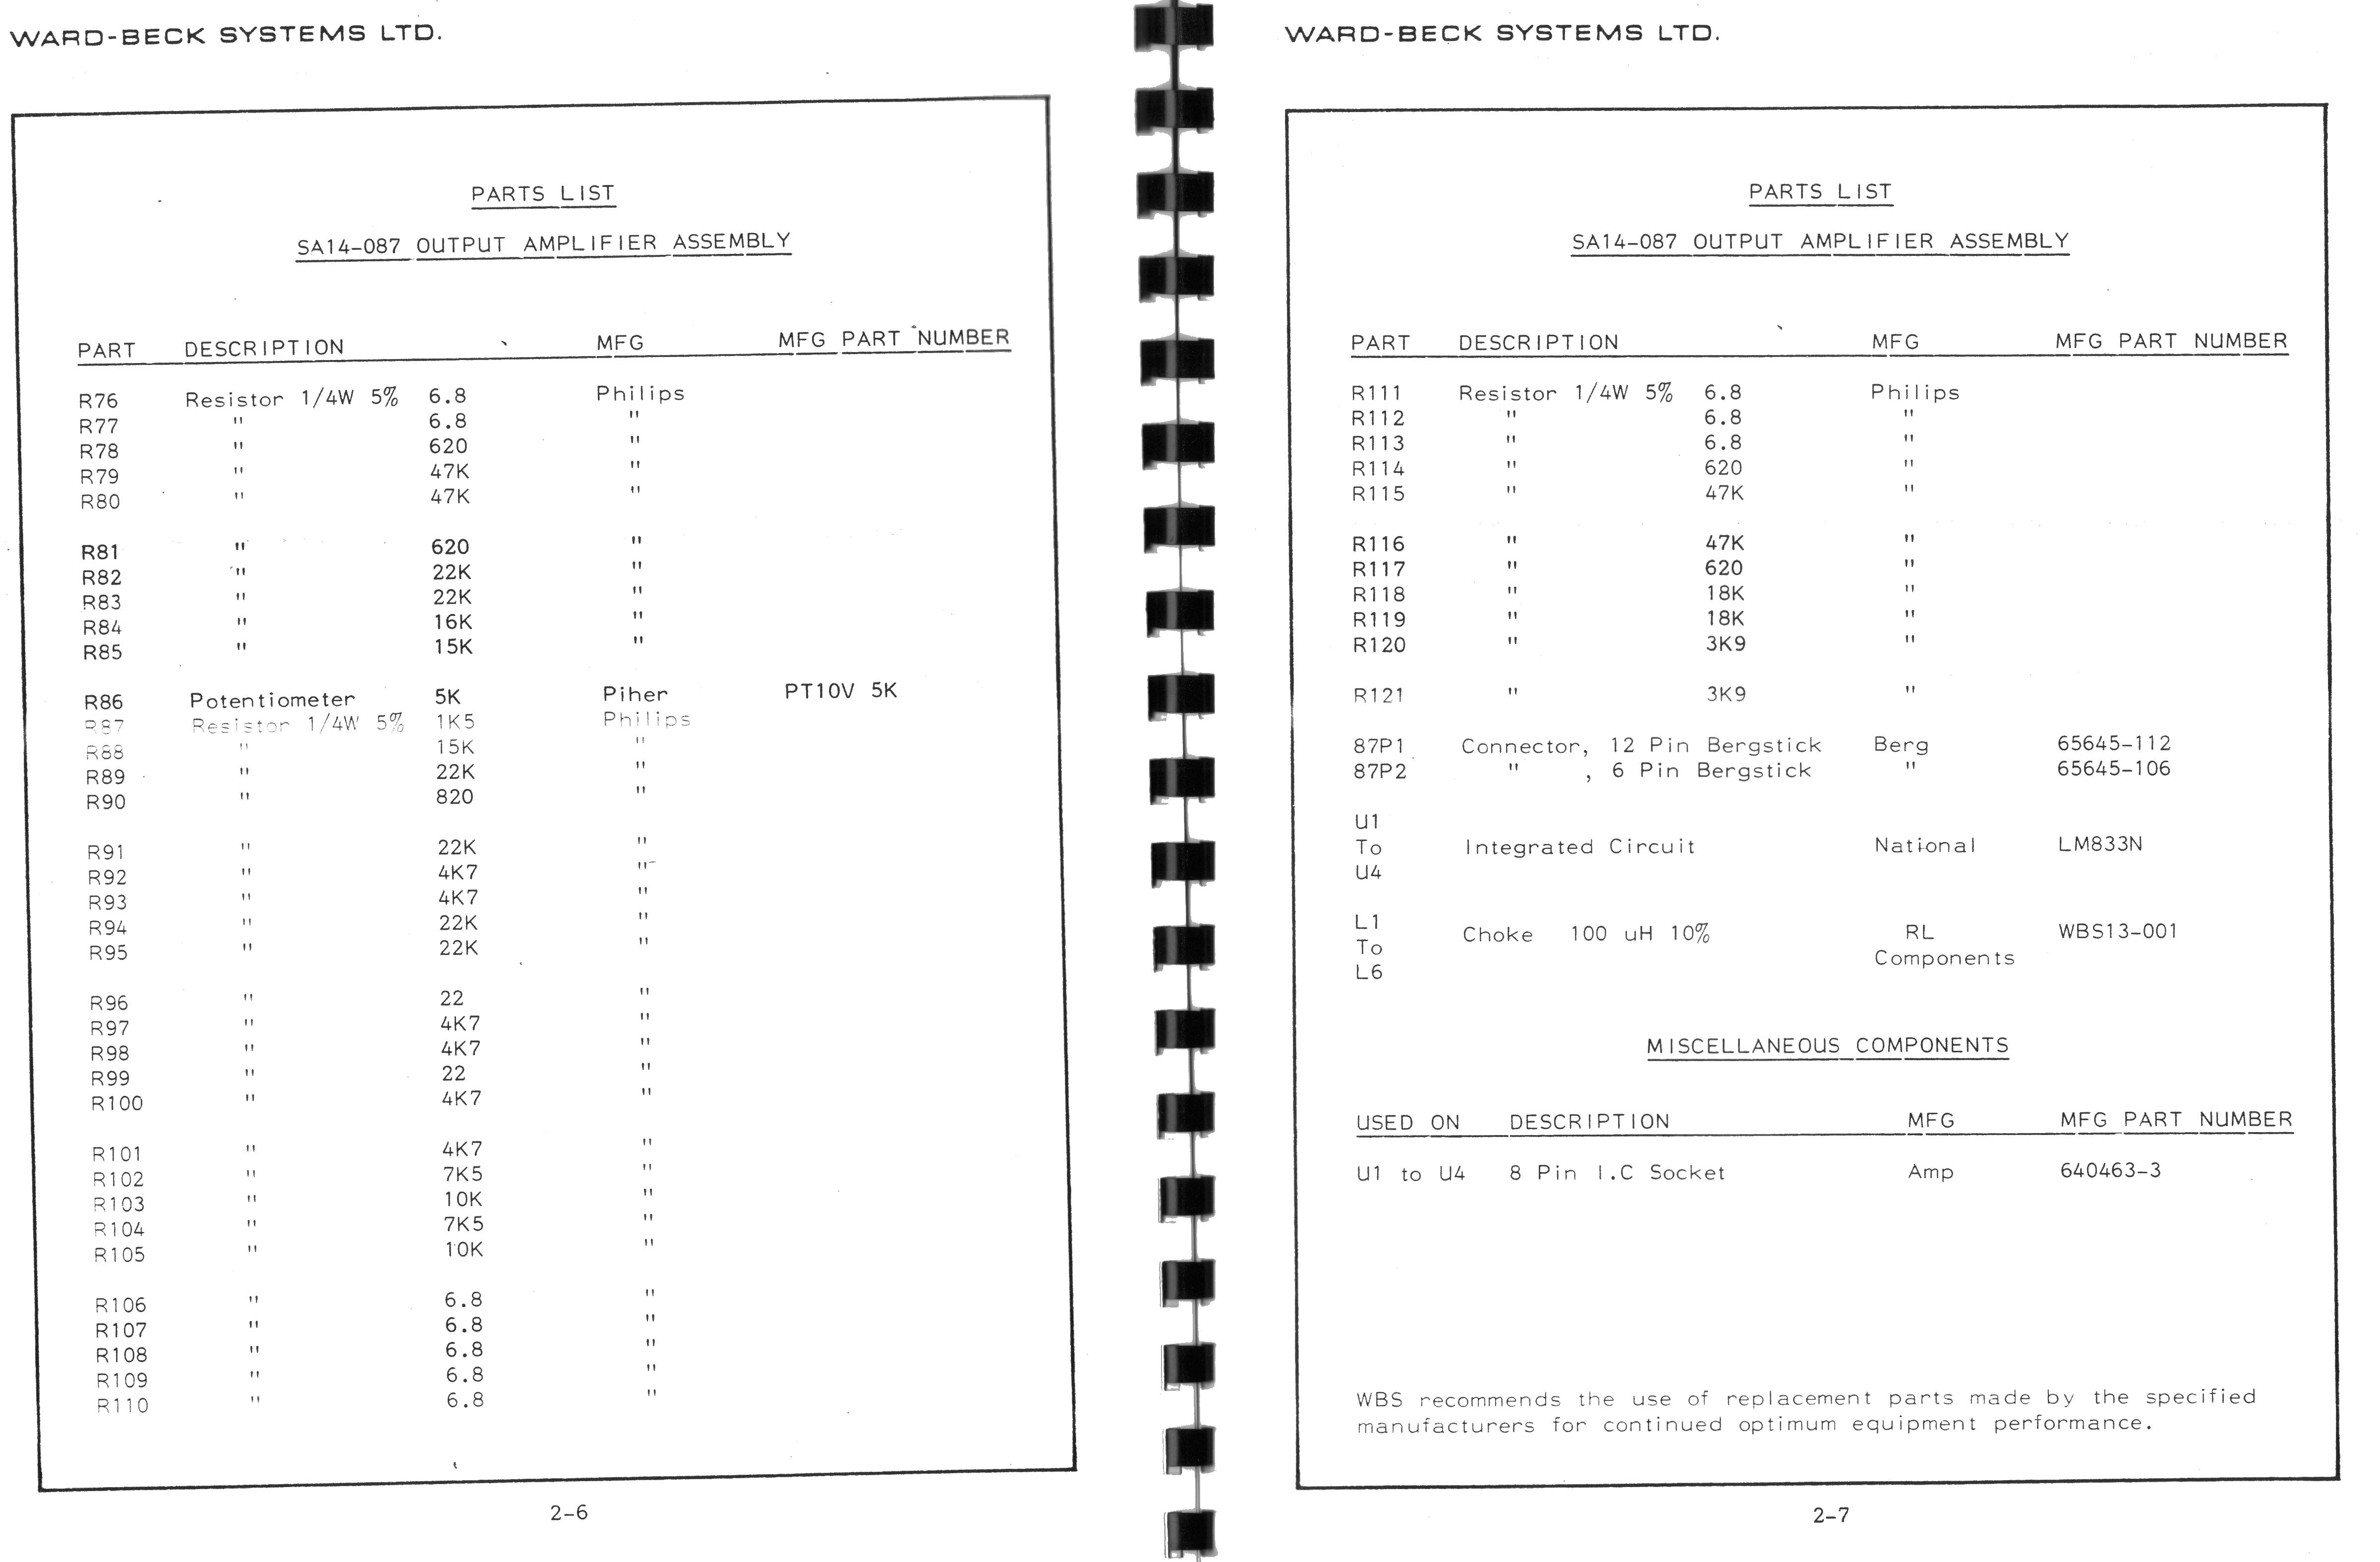 WARD-BECK SYSTEMS LTD.
PARTS LIST
SA14-087 OUTPUT AMPLIFIER ASSEMBLY
PART DESCRIPTION MFG MFG PART NUMBER
R76 Resistor 1/4W 5% 6.8 Philips
R77 " 6.8 "
R78 " 620 "
R79 " 47K "
R80 " 47K "
R81 " 620 "
R82 " 22K "
R83 " 22K "
R84 " 16K "
R85 " 15K "
R86 Potentiometer 5K Piher PT10V 5K
R87 Resistor 1/4W 5% 1K5 Philips
R88 " 15K "
R89 " 22K "
R90 " 820 "
R91 " 22K "
R92 " 4K7 "
R93 " 4K7 "
R94 " 22K "
R95 " 22K "
R96 " 22 "
R97 " 4K7 "
R98 " 4K7 "
R99 " 22 "
R100 " 4K7 "
R101 " 4K7 "
R102 " 7K5 "
R103 " 10K "
R104 " 7K5 "
R105 " 10K "
R106 " 6.8 "
R107 " 6.8 "
R108 " 6.8 "
R109 " 6.8 "
R110 " 6.8 "
2-6
WARD-BECK SYSTEMS LTD.
PARTS LIST
SA14-087 OUTPUT AMPLIFIER ASSEMBLY
PART DESCRIPTION MFG MFG PART NUMBER
R111 Resistor 1/4W 5% 6.8 Philips
R112 " 6.8 "
R113 " 6.8 "
R114 " 620 "
R115 " 47K "
R116 " 47K "
R117 " 620 "
R118 " 18K "
R119 " 18K "
R120 " 3K9 "
R121 " 3K9 "
87P1 Connector, 12 Pin Bergstick Berg 65645-112
87P2 " , 6 Pin Bergstick " 65645-106
U1
To Integrated Circuit National LM833N
U4
L1
Choke 100 uH 10% RL WBS13-001
To
Components
L6
MISCELLANEOUS COMPONENTS
USED ON DESCRIPTION MFG MFG PART NUMBER
U1 to U4 8 Pin I.C Socket Amp 640463-3
WBS recommends the use of replacement parts made by the specified
manufacturers for continued optimum equipment performance.
2-7